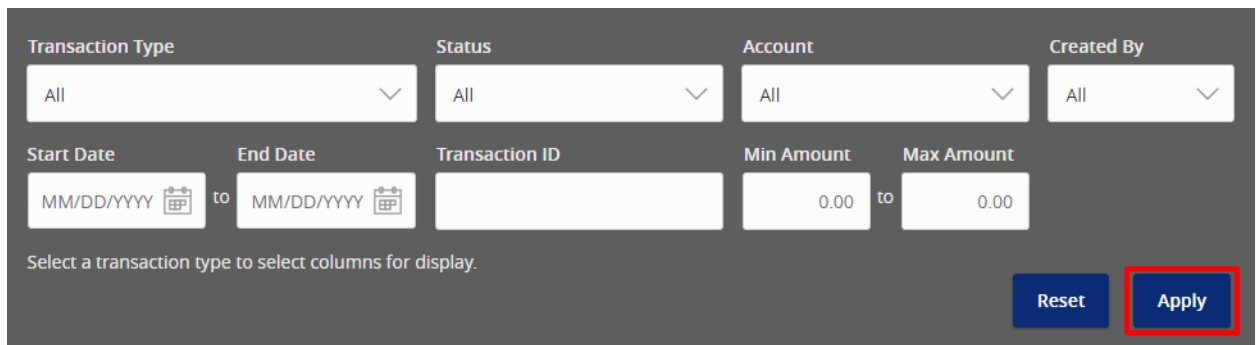 Transaction Type Status Account Created By
All All All All
Start Date End Date Transaction ID Min Amount Max Amount
MM/DD/YYYY to MM/DD/YYYY 0.00 to 0.00
Select a transaction type to select columns for display.
Reset Apply